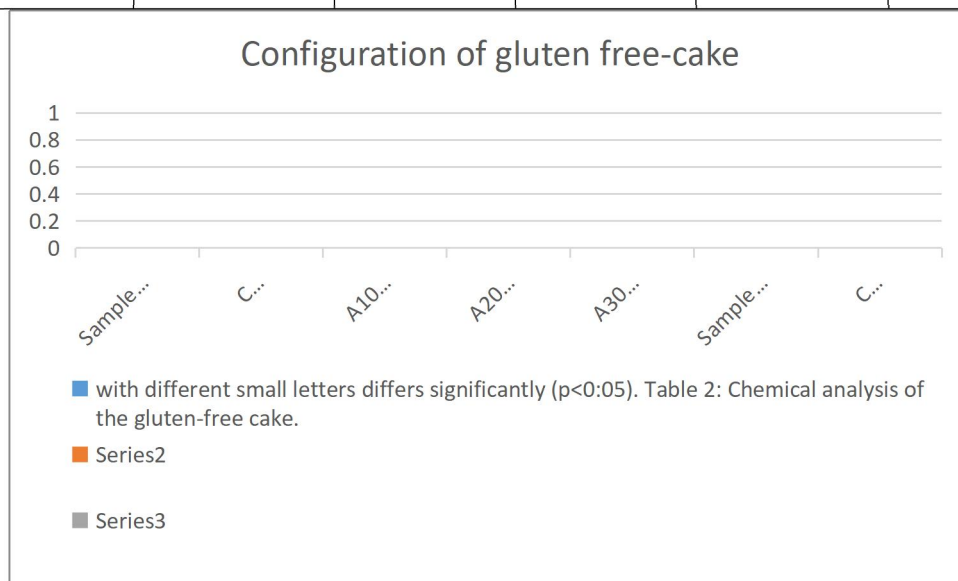 Configuration of gluten free-cake
1
0.8
0.6
0.4
0.2
0
Sample...
C...
A10...
A20...
A30...
Sample...
C...
with different small letters differs significantly (p<0:05). Table 2: Chemical analysis of
the gluten-free cake.
Series2
Series3